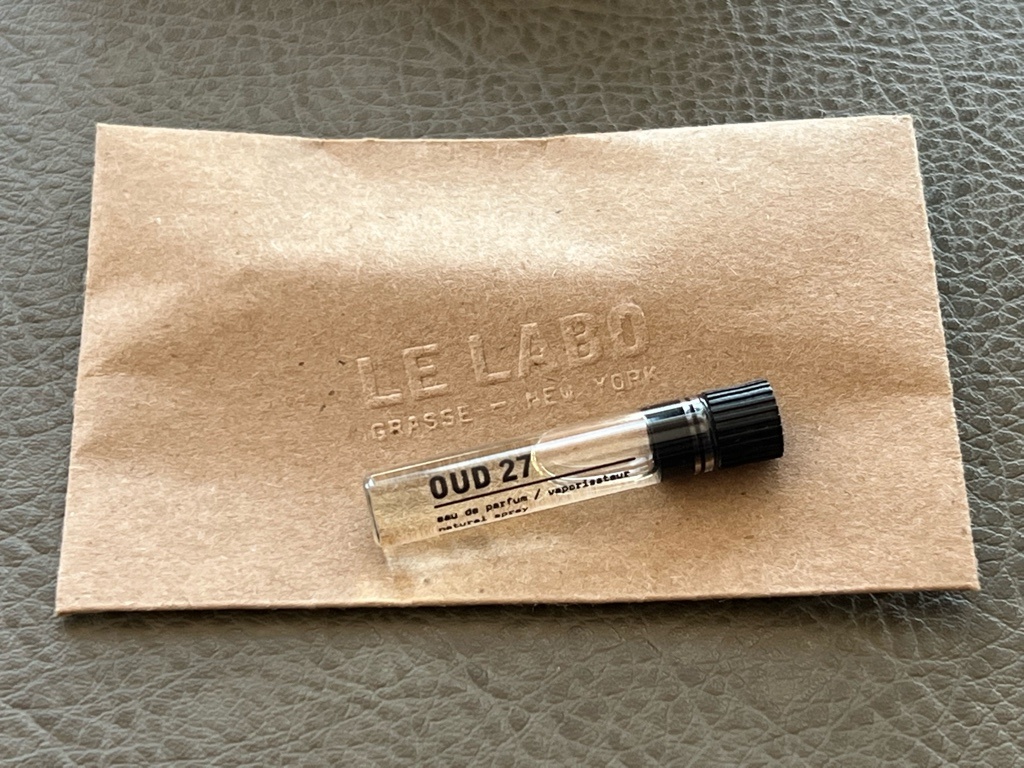 LE LABO
GRASSE — NEW YORK
OUD 27
eau de parfum / vaporisateur
natural spray